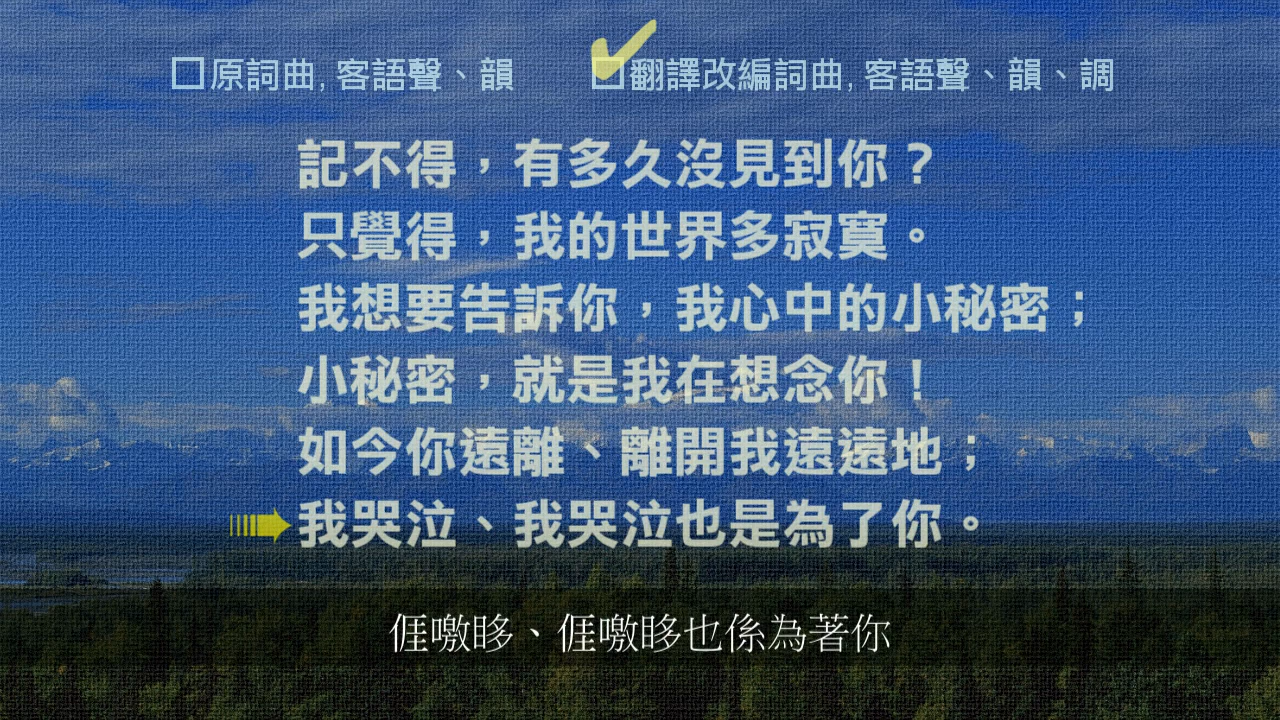 □原詞曲, 客語聲、韻 ✓□翻譯改編詞曲, 客語聲、韻、調
記不得，有多久沒見到你？
只覺得，我的世界多寂寞。
我想要告訴你，我心中的小秘密；
小秘密，就是我在想念你！
如今你遠離、離開我遠遠地；
我哭泣、我哭泣也是為了你。
𠊎噭眵、𠊎噭眵也係為著你